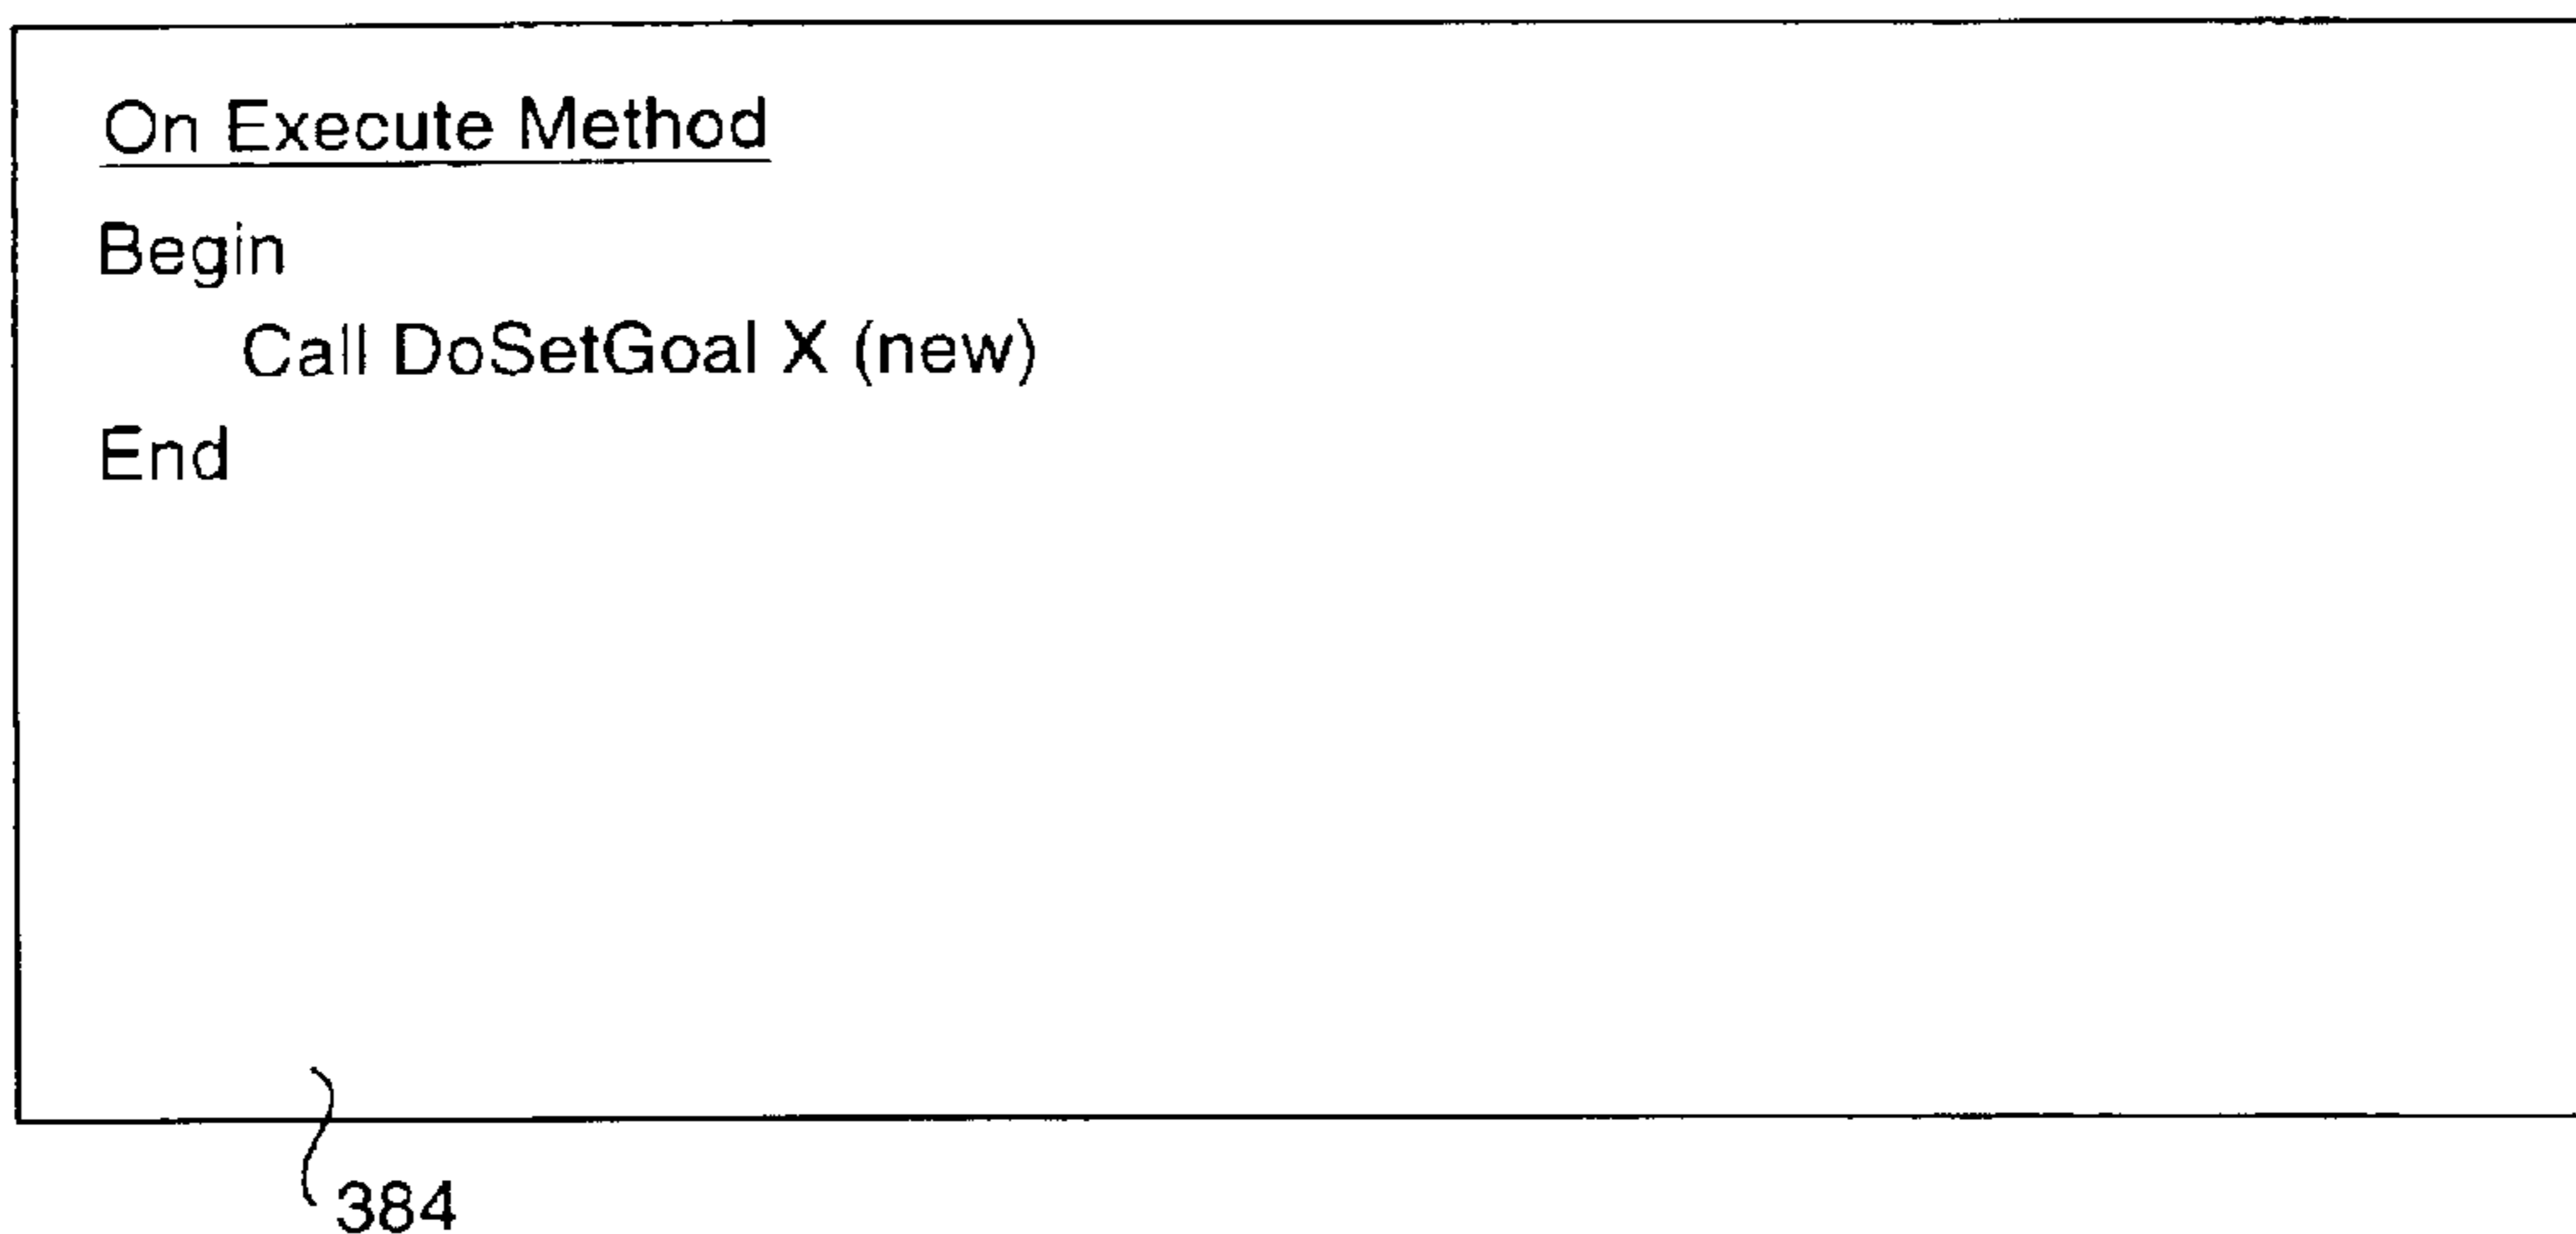 On Execute Method
Begin
Call DoSetGoal X (new)
End
384